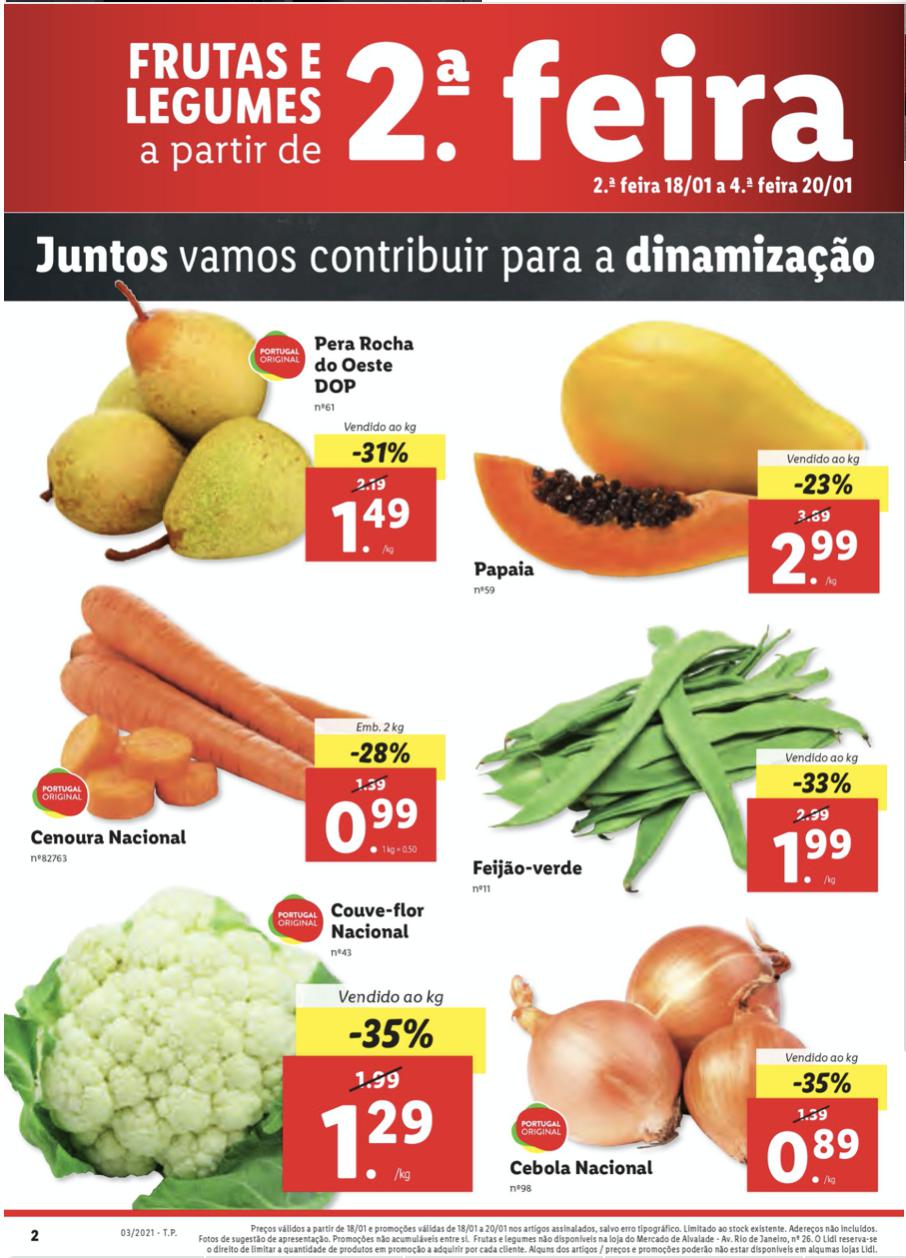 FRUTAS E
LEGUMES
a partir de
2.ª feira
2.ª feira 18/01 a 4.ª feira 20/01
Juntos vamos contribuir para a dinamização
PORTUGAL
ORIGINAL
Pera Rocha
do Oeste
DOP
nº61
Vendido ao kg
-31%
2.19
1.49
/kg
Papaia
nº59
Vendido ao kg
-23%
3.89
2.99
/kg
PORTUGAL
ORIGINAL
Cenoura Nacional
nº82763
Emb. 2 kg
-28%
1.39
0.99
1 kg = 0.50
Feijão-verde
nº11
Vendido ao kg
-33%
2.99
1.99
/kg
PORTUGAL
ORIGINAL
Couve-flor
Nacional
nº43
Vendido ao kg
-35%
1.99
1.29
/kg
PORTUGAL
ORIGINAL
Cebola Nacional
nº98
Vendido ao kg
-35%
1.39
0.89
/kg
2
03/2021 - T.P.
Preços válidos a partir de 18/01 e promoções válidas de 18/01 a 20/01 nos artigos assinalados, salvo erro tipográfico. Limitado ao stock existente. Adereços não incluídos.
Fotos de sugestão de apresentação. Promoções não acumuláveis entre si. Frutas e legumes não disponíveis na loja do Mercado de Alvalade - Av. Rio de Janeiro, nº 26. O Lidl reserva-se
o direito de limitar a quantidade de produtos em promoção a adquirir por cada cliente. Alguns dos artigos / preços e promoções poderão não estar disponíveis em algumas lojas Lidl.